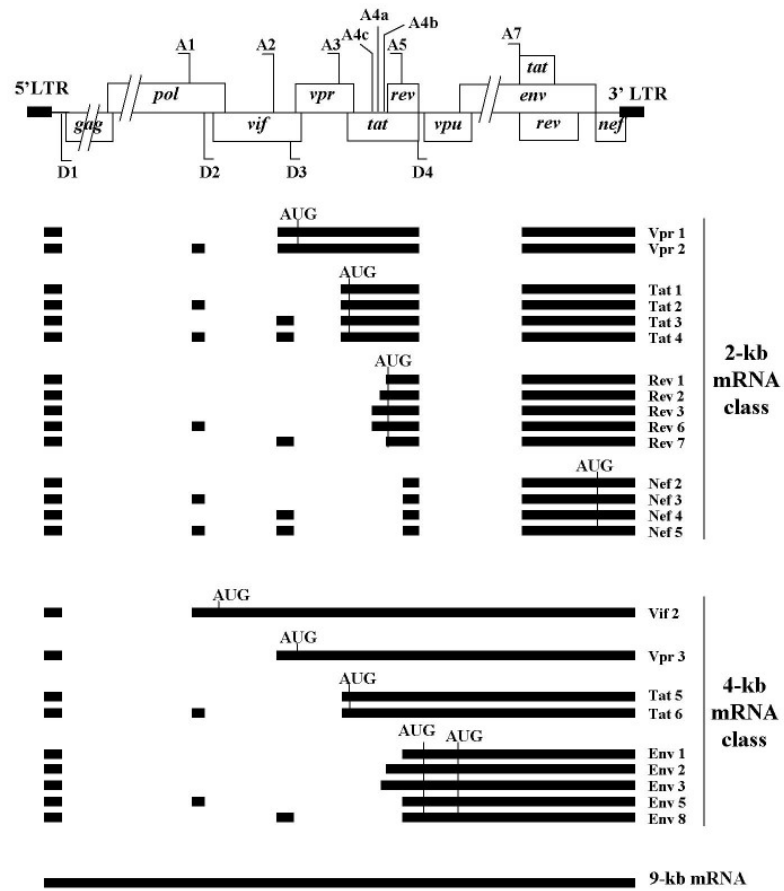 A4a
A4c
A4b
A1
A2
A3
A5
A7
tat
5'LTR
pol
vpr
rev
env
3' LTR
gag
vif
tat
vpu
rev
nef
D1
D2
D3
D4
AUG
Vpr 1
Vpr 2
AUG
Tat 1
Tat 2
Tat 3
Tat 4
AUG
Rev 1
Rev 2
Rev 3
Rev 6
Rev 7
AUG
Nef 2
Nef 3
Nef 4
Nef 5
2-kb
mRNA
class
AUG
Vif 2
AUG
Vpr 3
AUG
Tat 5
Tat 6
AUG AUG
Env 1
Env 2
Env 3
Env 5
Env 8
4-kb
mRNA
class
9-kb mRNA